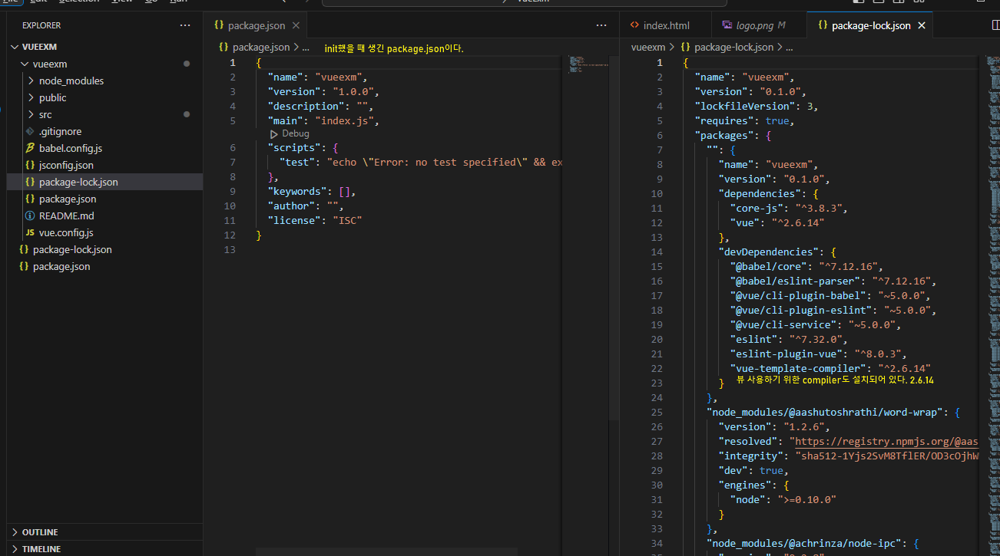 File Edit Selection View Go Run
VueExm
EXPLORER
VUEEXM
vueexm
node_modules
public
src
.gitignore
babel.config.js
jsconfig.json
package-lock.json
package.json
README.md
vue.config.js
package-lock.json
package.json
OUTLINE
TIMELINE
{} package.json
{} package.json > ...
init했을 때 생긴 package.json이다.
1 {
2 "name": "vueexm",
3 "version": "1.0.0",
4 "description": "",
5 "main": "index.js",
Debug
6 "scripts": {
7 "test": "echo \"Error: no test specified\" && ex
8 },
9 "keywords": [],
10 "author": "",
11 "license": "ISC"
12 }
13
<> index.html
logo.png M
{} package-lock.json
vueexm > {} package-lock.json > ...
1 {
2 "name": "vueexm",
3 "version": "0.1.0",
4 "lockfileVersion": 3,
5 "requires": true,
6 "packages": {
7 "": {
8 "name": "vueexm",
9 "version": "0.1.0",
10 "dependencies": {
11 "core-js": "^3.8.3",
12 "vue": "^2.6.14"
13 },
14 "devDependencies": {
15 "@babel/core": "^7.12.16",
16 "@babel/eslint-parser": "^7.12.16",
17 "@vue/cli-plugin-babel": "~5.0.0",
18 "@vue/cli-plugin-eslint": "~5.0.0",
19 "@vue/cli-service": "~5.0.0",
20 "eslint": "^7.32.0",
21 "eslint-plugin-vue": "^8.0.3",
22 "vue-template-compiler": "^2.6.14"
23 } 뷰 사용하기 위한 compiler도 설치되어 있다. 2.6.14
24 },
25 "node_modules/@aashutoshrathi/word-wrap": {
26 "version": "1.2.6",
27 "resolved": "https://registry.npmjs.org/@aas
28 "integrity": "sha512-1Yjs2SvM8TflER/OD3cOjhW
29 "dev": true,
30 "engines": {
31 "node": ">=0.10.0"
32 }
33 },
34 "node_modules/@achrinza/node-ipc": {